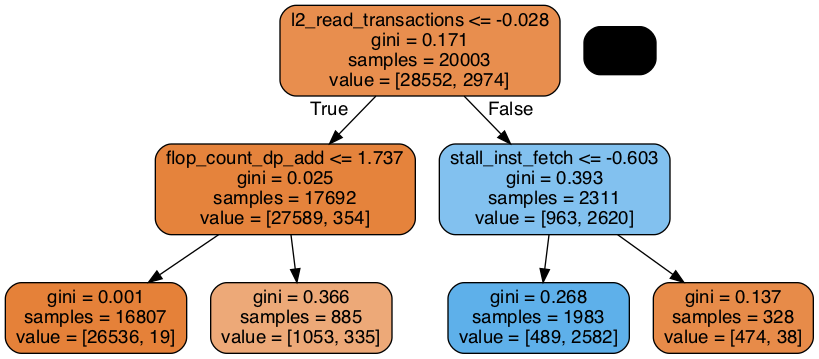 l2_read_transactions <= -0.028
gini = 0.171
samples = 20003
value = [28552, 2974]
True
False
flop_count_dp_add <= 1.737
gini = 0.025
samples = 17692
value = [27589, 354]
stall_inst_fetch <= -0.603
gini = 0.393
samples = 2311
value = [963, 2620]
gini = 0.001
samples = 16807
value = [26536, 19]
gini = 0.366
samples = 885
value = [1053, 335]
gini = 0.268
samples = 1983
value = [489, 2582]
gini = 0.137
samples = 328
value = [474, 38]